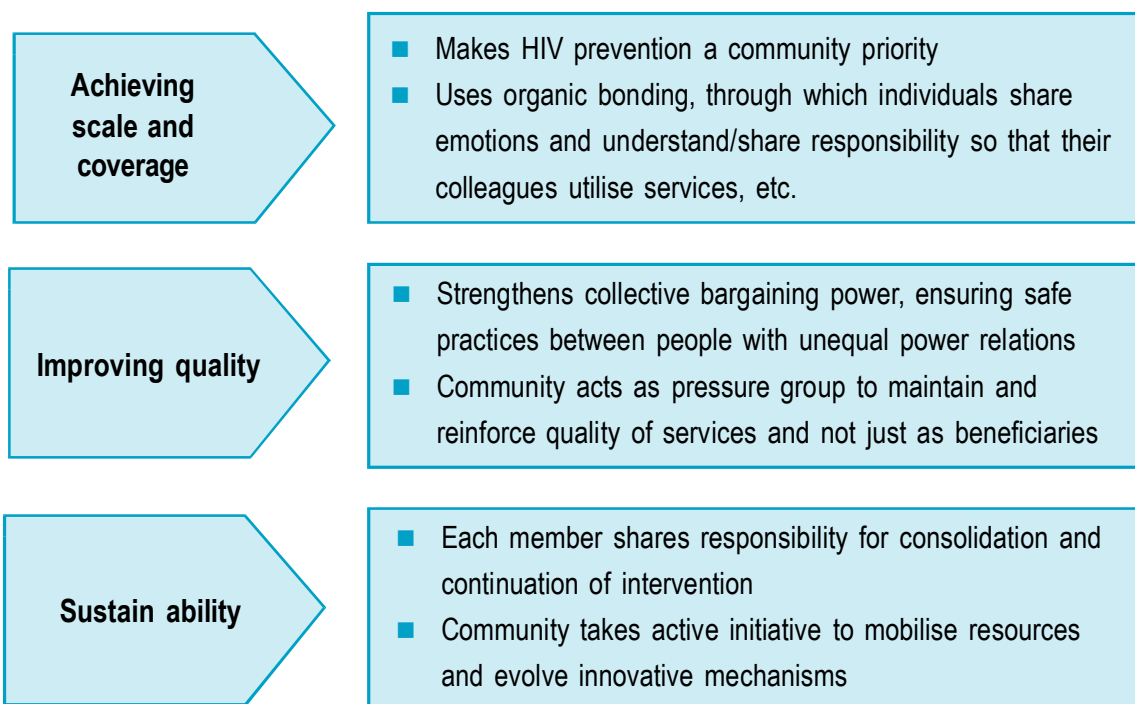 Achieving
scale and
coverage
■ Makes HIV prevention a community priority
■ Uses organic bonding, through which individuals share
emotions and understand/share responsibility so that their
colleagues utilise services, etc.
Improving quality
■ Strengthens collective bargaining power, ensuring safe
practices between people with unequal power relations
■ Community acts as pressure group to maintain and
reinforce quality of services and not just as beneficiaries
Sustain ability
■ Each member shares responsibility for consolidation and
continuation of intervention
■ Community takes active initiative to mobilise resources
and evolve innovative mechanisms